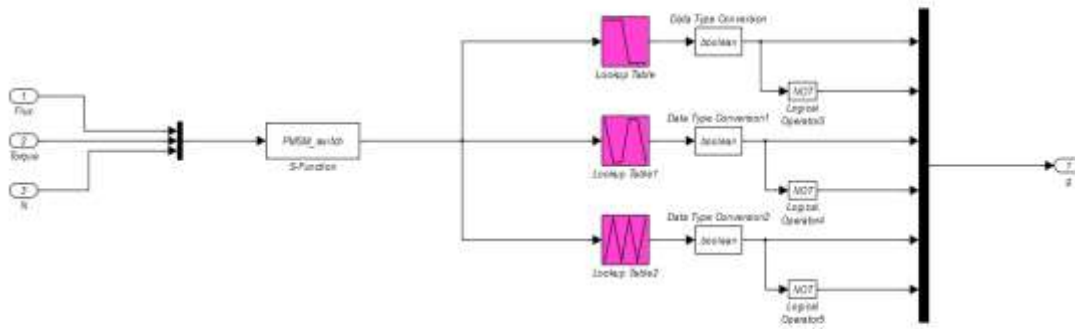 Data Type Conversion
boolean
Lookup Table
1
Flux
NOT
Logical
Operator3
Data Type Conversion1
2
Torque
PMSM_switch
boolean
1
S-Function
Lookup Table1
3
N
NOT
Logical
Operator4
Data Type Conversion2
boolean
Lookup Table2
NOT
Logical
Operator5